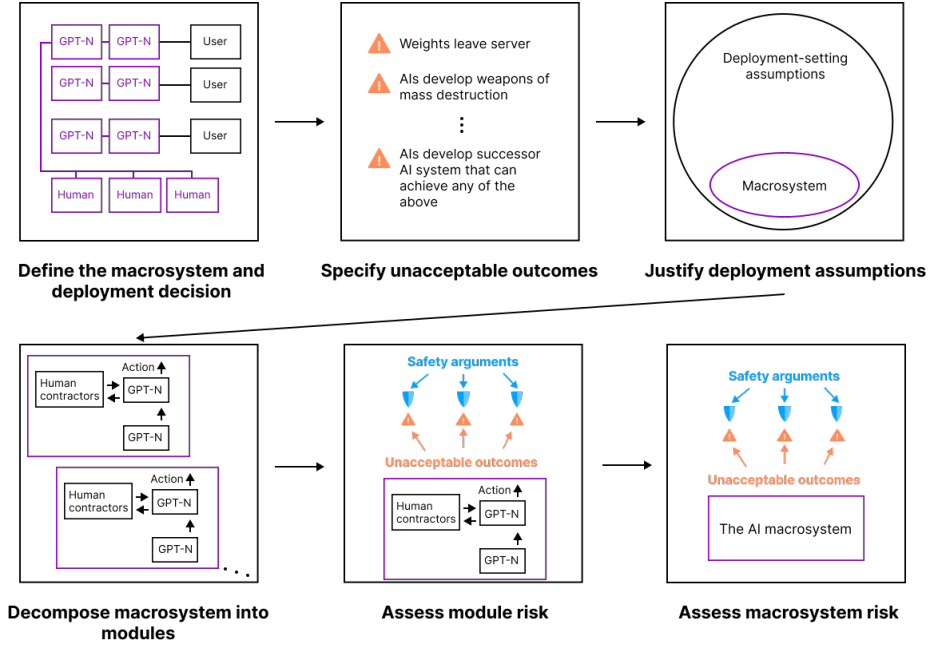 GPT-N GPT-N User
GPT-N GPT-N User
GPT-N GPT-N User
Human Human Human
Define the macrosystem and
deployment decision
Weights leave server
AIs develop weapons of
mass destruction
AIs develop successor
AI system that can
achieve any of the
above
Specify unacceptable outcomes
Deployment-setting
assumptions
Macrosystem
Justify deployment assumptions
Action
Human
contractors
GPT-N
GPT-N
Action
Human
contractors
GPT-N
GPT-N
Decompose macrosystem into
modules
Safety arguments
Unacceptable outcomes
Action
Human
contractors
GPT-N
GPT-N
Assess module risk
Safety arguments
Unacceptable outcomes
The AI macrosystem
Assess macrosystem risk